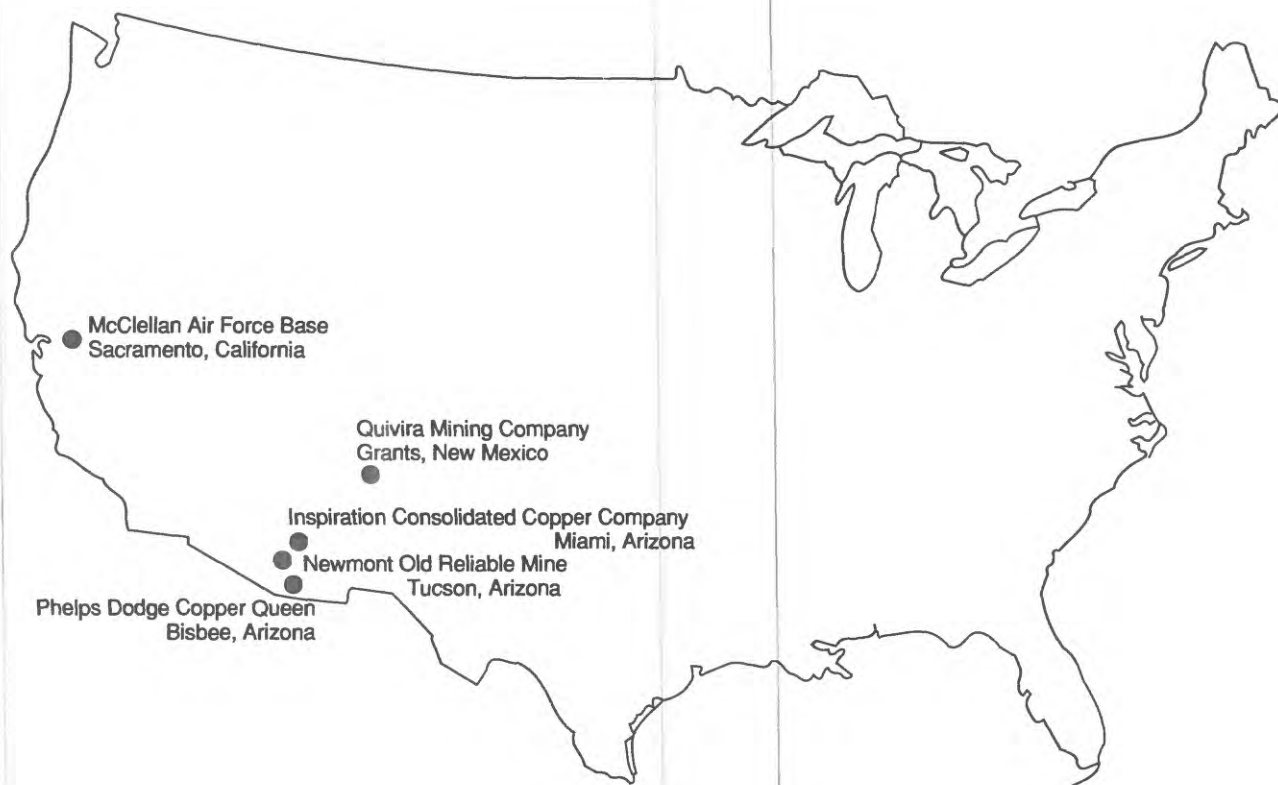 McClellan Air Force Base
Sacramento, California
Quivira Mining Company
Grants, New Mexico
Inspiration Consolidated Copper Company
Miami, Arizona
Newmont Old Reliable Mine
Tucson, Arizona
Phelps Dodge Copper Queen
Bisbee, Arizona